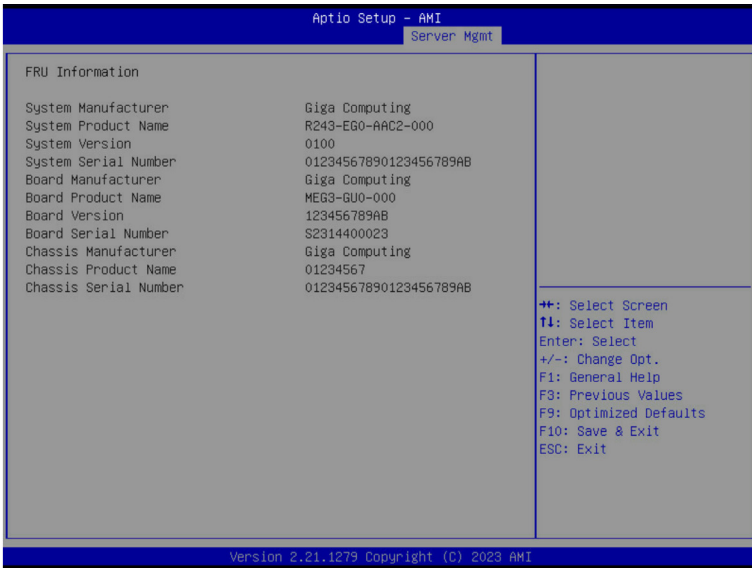 Aptio Setup – AMI
Server Mgmt
FRU Information
System Manufacturer Giga Computing
System Product Name R243-EG0-AAC2-000
System Version 0100
System Serial Number 01234567890123456789AB
Board Manufacturer Giga Computing
Board Product Name MEG3-GU0-000
Board Version 123456789AB
Board Serial Number S2314400023
Chassis Manufacturer Giga Computing
Chassis Product Name 01234567
Chassis Serial Number 01234567890123456789AB
→←: Select Screen
↑↓: Select Item
Enter: Select
+/-: Change Opt.
F1: General Help
F3: Previous Values
F9: Optimized Defaults
F10: Save & Exit
ESC: Exit
Version 2.21.1279 Copyright (C) 2023 AMI